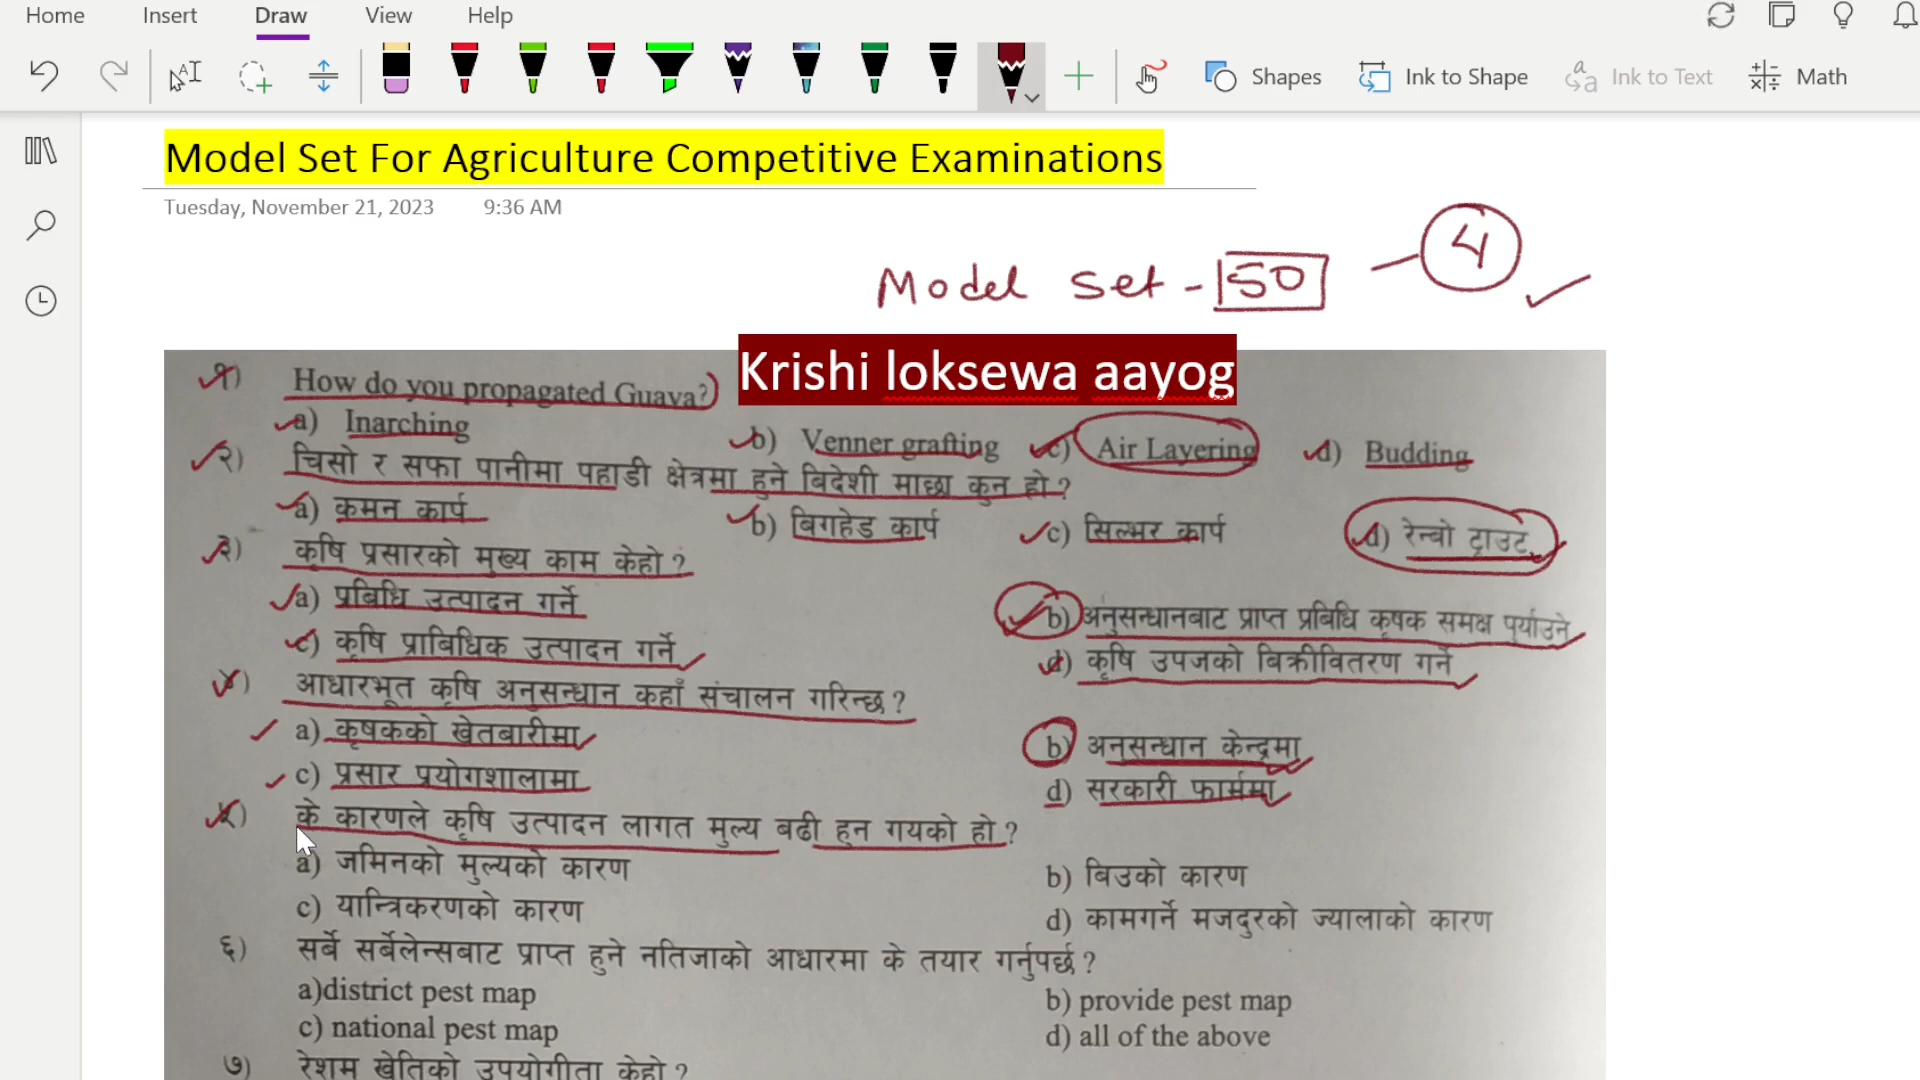 Home Insert Draw View Help
Shapes Ink to Shape Ink to Text Math
Model Set For Agriculture Competitive Examinations
Tuesday, November 21, 2023 9:36 AM
Model Set - 50 - 4
Krishi loksewa aayog
१) How do you propagated Guava?
a) Inarching b) Venner grafting c) Air Layering d) Budding
२) चिसो र सफा पानीमा पहाडी क्षेत्रमा हुने बिदेशी माछा कुन हो ?
a) कमन कार्प b) बिगहेड कार्प c) सिल्भर कार्प d) रेन्बो ट्राउट
३) कृषि प्रसारको मुख्य काम केहो ?
a) प्रबिधि उत्पादन गर्ने b) अनुसन्धानबाट प्राप्त प्रबिधि कृषक समक्ष पुर्याउने
c) कृषि प्राबिधिक उत्पादन गर्ने d) कृषि उपजको बिक्रीवितरण गर्ने
४) आधारभूत कृषि अनुसन्धान कहाँ संचालन गरिन्छ ?
a) कृषकको खेतबारीमा b) अनुसन्धान केन्द्रमा
c) प्रसार प्रयोगशालामा d) सरकारी फार्ममा
५) के कारणले कृषि उत्पादन लागत मुल्य बढी हुन गयको हो ?
a) जमिनको मुल्यको कारण b) बिउको कारण
c) यान्त्रिकरणको कारण d) कामगर्ने मजदुरको ज्यालाको कारण
६) सर्बे सर्बेलेन्सबाट प्राप्त हुने नतिजाको आधारमा के तयार गर्नुपर्छ ?
a)district pest map b) provide pest map
c) national pest map d) all of the above
७) रेशम खेतिको उपयोगीता केहो ?